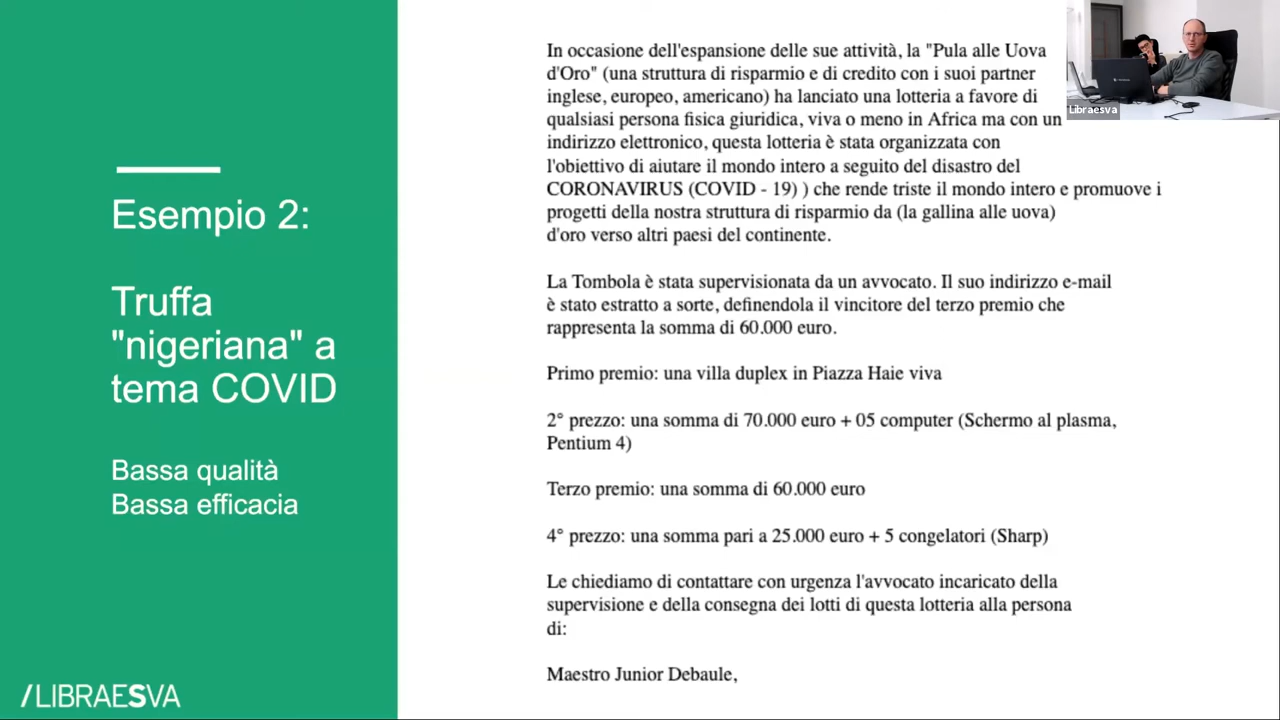 Esempio 2:
Truffa
"nigeriana" a
tema COVID
Bassa qualità
Bassa efficacia
/LIBRAESVA
In occasione dell'espansione delle sue attività, la "Pula alle Uova
d'Oro" (una struttura di risparmio e di credito con i suoi partner
inglese, europeo, americano) ha lanciato una lotteria a favore di
qualsiasi persona fisica giuridica, viva o meno in Africa ma con un
indirizzo elettronico, questa lotteria è stata organizzata con
l'obiettivo di aiutare il mondo intero a seguito del disastro del
CORONAVIRUS (COVID - 19) ) che rende triste il mondo intero e promuove i
progetti della nostra struttura di risparmio da (la gallina alle uova)
d'oro verso altri paesi del continente.
La Tombola è stata supervisionata da un avvocato. Il suo indirizzo e-mail
è stato estratto a sorte, definendola il vincitore del terzo premio che
rappresenta la somma di 60.000 euro.
Primo premio: una villa duplex in Piazza Haie viva
2° prezzo: una somma di 70.000 euro + 05 computer (Schermo al plasma,
Pentium 4)
Terzo premio: una somma di 60.000 euro
4° prezzo: una somma pari a 25.000 euro + 5 congelatori (Sharp)
Le chiediamo di contattare con urgenza l'avvocato incaricato della
supervisione e della consegna dei lotti di questa lotteria alla persona
di:
Maestro Junior Debaule,
Libraesva